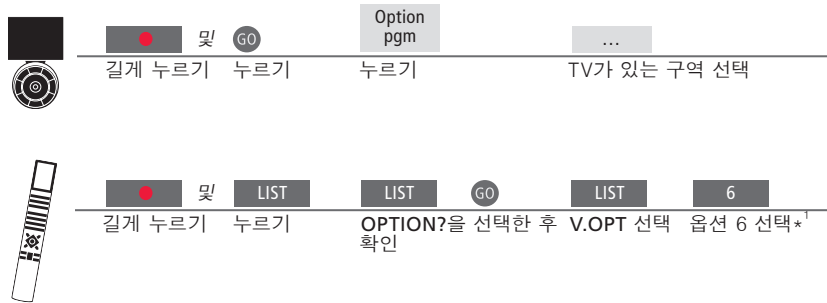 Option
pgm
및 GO ...
길게 누르기 누르기 누르기 TV가 있는 구역 선택
및 LIST LIST GO LIST 6
길게 누르기 누르기 OPTION?을 선택한 후 V.OPT 선택 옵션 6 선택*1
확인